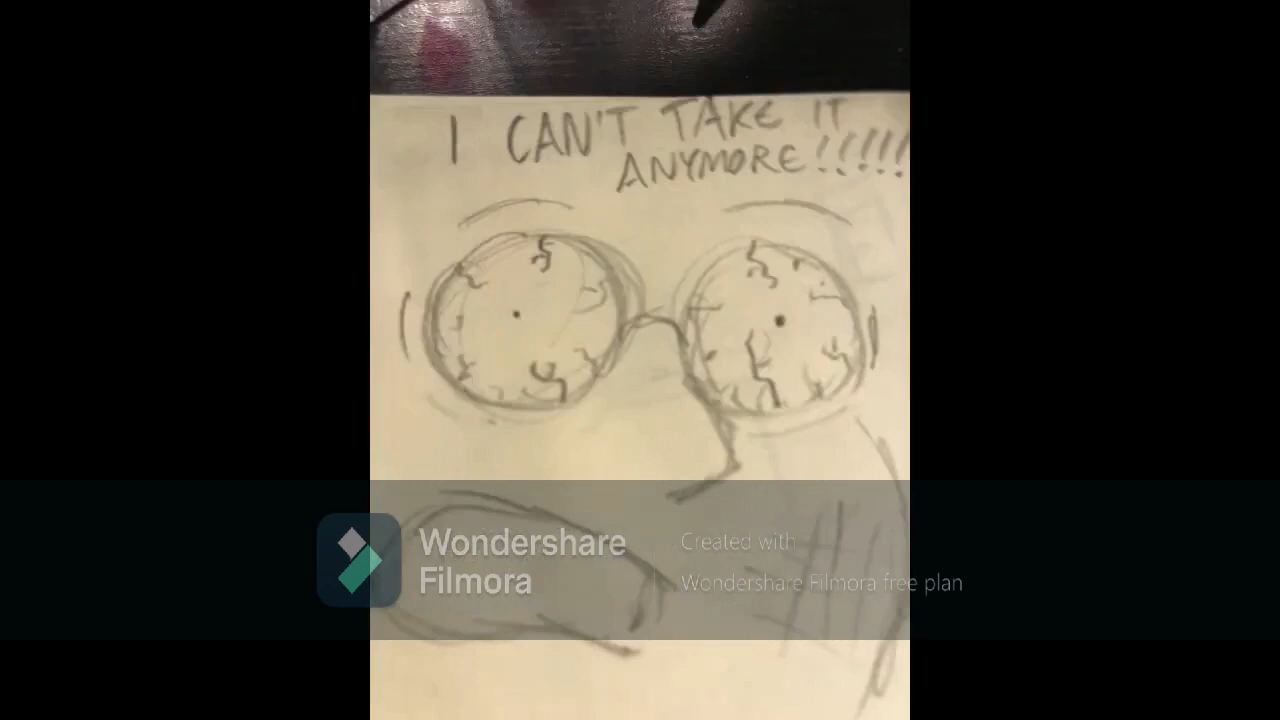 I CAN'T TAKE IT
ANYMORE!!!!!
Wondershare
Filmora
Created with
Wondershare Filmora free plan